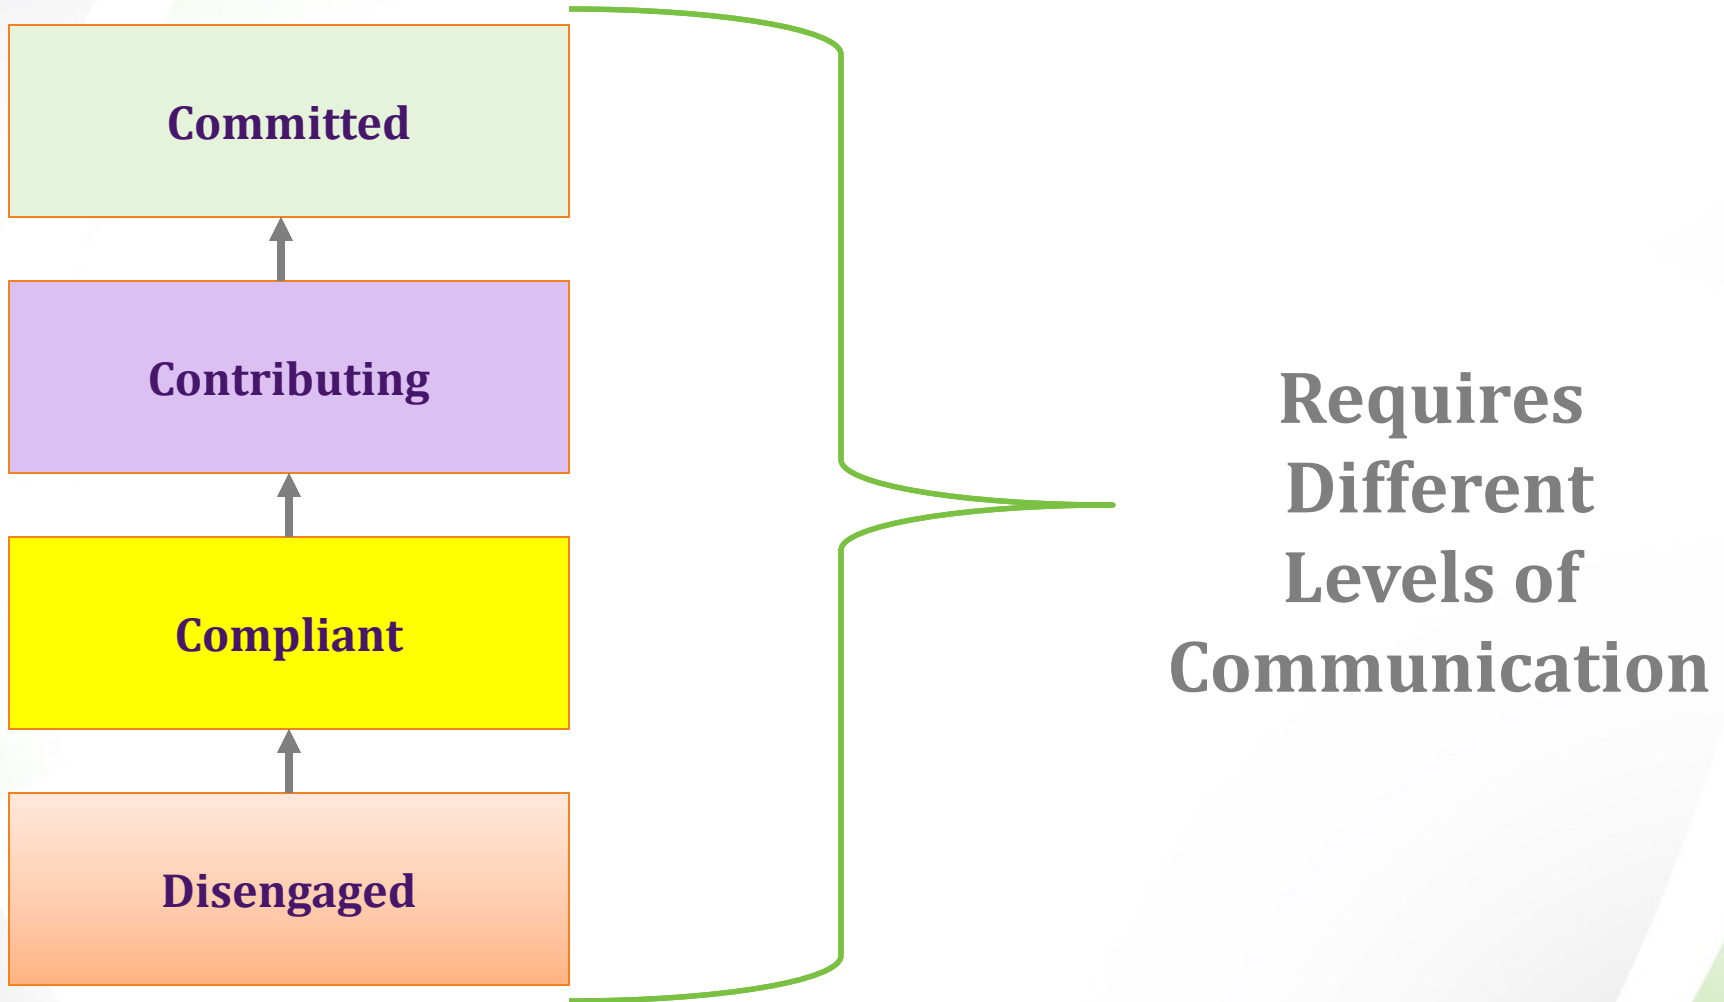 Committed
Contributing
Compliant
Disengaged
Requires
Different
Levels of
Communication